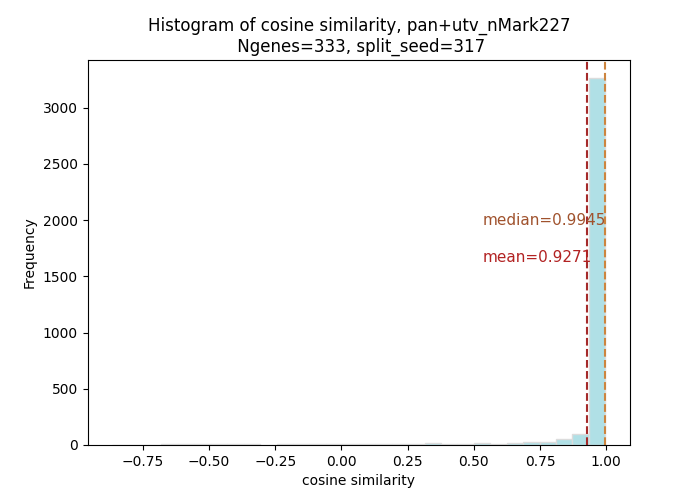 Histogram of cosine similarity, pan+utv_nMark227
Ngenes=333, split_seed=317
Frequency
3000
2500
2000
1500
1000
500
0
median=0.9945
mean=0.9271
−0.75
−0.50
−0.25
0.00
0.25
0.50
0.75
1.00
cosine similarity